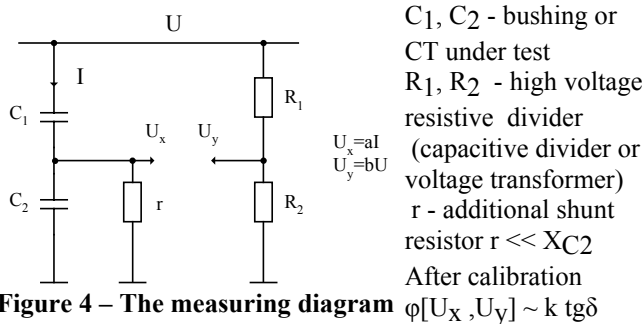 U
I
C1
R1
Ux
Uy
C2
r
R2
Ux=aI
Uy=bU
C1, C2 - bushing or
CT under test
R1, R2 - high voltage
resistive divider
(capacitive divider or
voltage transformer)
r - additional shunt
resistor r << XC2
After calibration
φ[Ux ,Uy] ~ k tgδ
Figure 4 – The measuring diagram